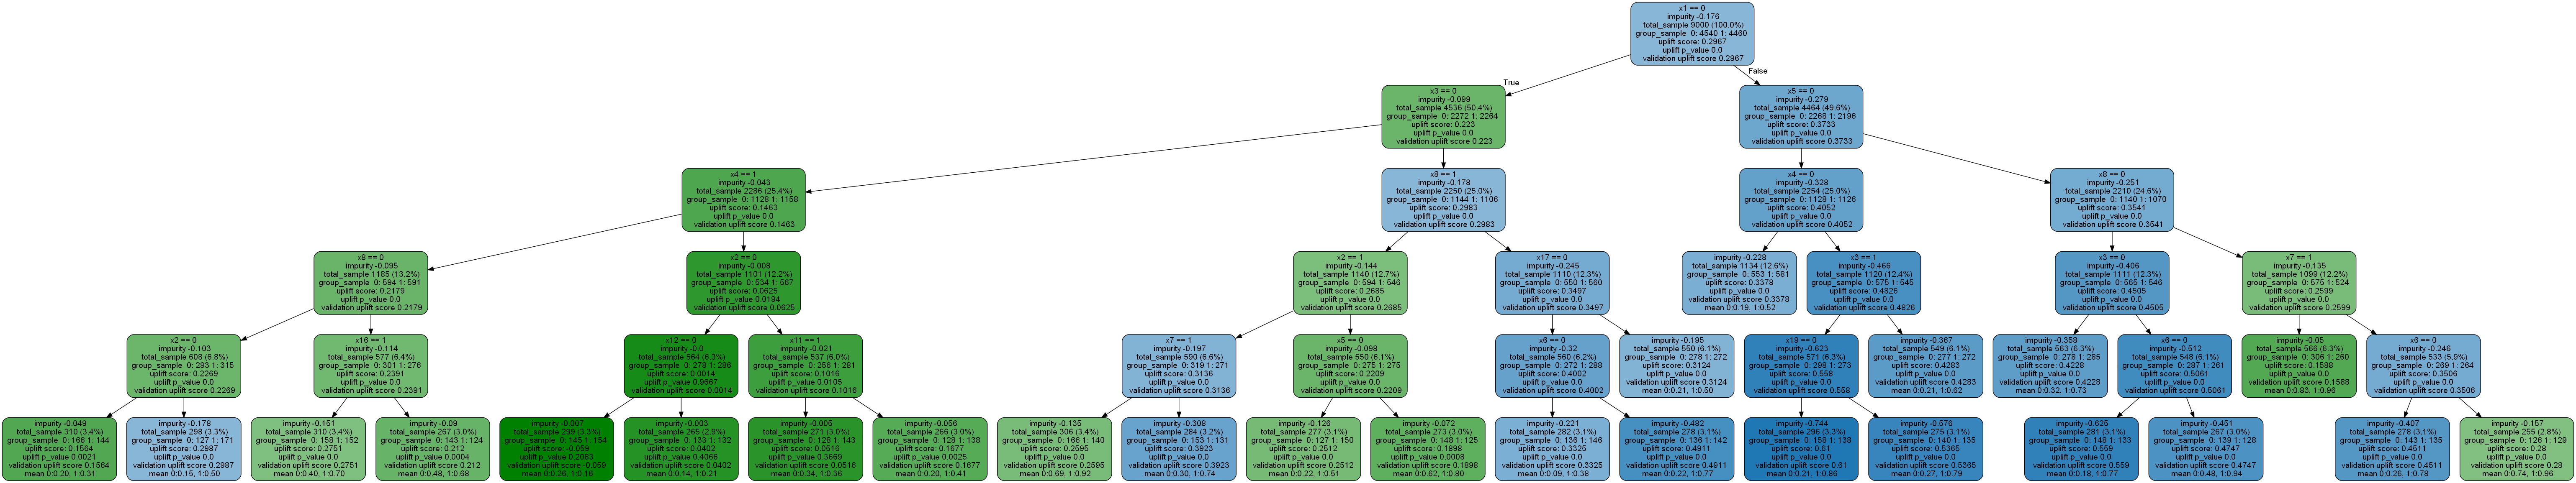 x1 == 0
impurity -0.176
total_sample 9000 (100.0%)
group_sample 0: 4540 1: 4460
uplift score: 0.2967
uplift p_value 0.0
validation uplift score 0.2967
True
False
x3 == 0
impurity -0.099
total_sample 4536 (50.4%)
group_sample 0: 2272 1: 2264
uplift score: 0.223
uplift p_value 0.0
validation uplift score 0.223
x5 == 0
impurity -0.279
total_sample 4464 (49.6%)
group_sample 0: 2268 1: 2196
uplift score: 0.3733
uplift p_value 0.0
validation uplift score 0.3733
x4 == 1
impurity -0.043
total_sample 2286 (25.4%)
group_sample 0: 1128 1: 1158
uplift score: 0.1463
uplift p_value 0.0
validation uplift score 0.1463
x8 == 1
impurity -0.178
total_sample 2250 (25.0%)
group_sample 0: 1144 1: 1106
uplift score: 0.2983
uplift p_value 0.0
validation uplift score 0.2983
x4 == 0
impurity -0.328
total_sample 2254 (25.0%)
group_sample 0: 1128 1: 1126
uplift score: 0.4052
uplift p_value 0.0
validation uplift score 0.4052
x8 == 0
impurity -0.251
total_sample 2210 (24.6%)
group_sample 0: 1140 1: 1070
uplift score: 0.3541
uplift p_value 0.0
validation uplift score 0.3541
x8 == 0
impurity -0.095
total_sample 1185 (13.2%)
group_sample 0: 594 1: 591
uplift score: 0.2179
uplift p_value 0.0
validation uplift score 0.2179
x2 == 0
impurity -0.008
total_sample 1101 (12.2%)
group_sample 0: 534 1: 567
uplift score: 0.0625
uplift p_value 0.0194
validation uplift score 0.0625
x2 == 1
impurity -0.144
total_sample 1140 (12.7%)
group_sample 0: 594 1: 546
uplift score: 0.2685
uplift p_value 0.0
validation uplift score 0.2685
x17 == 0
impurity -0.245
total_sample 1110 (12.3%)
group_sample 0: 550 1: 560
uplift score: 0.3497
uplift p_value 0.0
validation uplift score 0.3497
impurity -0.228
total_sample 1134 (12.6%)
group_sample 0: 553 1: 581
uplift score: 0.3378
uplift p_value 0.0
validation uplift score 0.3378
mean 0:0.19, 1:0.52
x3 == 1
impurity -0.466
total_sample 1120 (12.4%)
group_sample 0: 575 1: 545
uplift score: 0.4826
uplift p_value 0.0
validation uplift score 0.4826
x3 == 0
impurity -0.406
total_sample 1111 (12.3%)
group_sample 0: 565 1: 546
uplift score: 0.4505
uplift p_value 0.0
validation uplift score 0.4505
x7 == 1
impurity -0.135
total_sample 1099 (12.2%)
group_sample 0: 575 1: 524
uplift score: 0.2599
uplift p_value 0.0
validation uplift score 0.2599
x2 == 0
impurity -0.103
total_sample 608 (6.8%)
group_sample 0: 293 1: 315
uplift score: 0.2269
uplift p_value 0.0
validation uplift score 0.2269
x16 == 1
impurity -0.114
total_sample 577 (6.4%)
group_sample 0: 301 1: 276
uplift score: 0.2391
uplift p_value 0.0
validation uplift score 0.2391
x12 == 0
impurity -0.0
total_sample 564 (6.3%)
group_sample 0: 278 1: 286
uplift score: 0.0014
uplift p_value 0.9667
validation uplift score 0.0014
x11 == 1
impurity -0.021
total_sample 537 (6.0%)
group_sample 0: 256 1: 281
uplift score: 0.1016
uplift p_value 0.0105
validation uplift score 0.1016
x7 == 1
impurity -0.197
total_sample 590 (6.6%)
group_sample 0: 319 1: 271
uplift score: 0.3136
uplift p_value 0.0
validation uplift score 0.3136
x5 == 0
impurity -0.098
total_sample 550 (6.1%)
group_sample 0: 275 1: 275
uplift score: 0.2209
uplift p_value 0.0
validation uplift score 0.2209
x6 == 0
impurity -0.32
total_sample 560 (6.2%)
group_sample 0: 272 1: 288
uplift score: 0.4002
uplift p_value 0.0
validation uplift score 0.4002
impurity -0.195
total_sample 550 (6.1%)
group_sample 0: 278 1: 272
uplift score: 0.3124
uplift p_value 0.0
validation uplift score 0.3124
mean 0:0.21, 1:0.50
x19 == 0
impurity -0.623
total_sample 571 (6.3%)
group_sample 0: 298 1: 273
uplift score: 0.558
uplift p_value 0.0
validation uplift score 0.558
impurity -0.367
total_sample 549 (6.1%)
group_sample 0: 277 1: 272
uplift score: 0.4283
uplift p_value 0.0
validation uplift score 0.4283
mean 0:0.21, 1:0.62
impurity -0.358
total_sample 563 (6.3%)
group_sample 0: 278 1: 285
uplift score: 0.4228
uplift p_value 0.0
validation uplift score 0.4228
mean 0:0.32, 1:0.73
x6 == 0
impurity -0.512
total_sample 548 (6.1%)
group_sample 0: 287 1: 261
uplift score: 0.5061
uplift p_value 0.0
validation uplift score 0.5061
impurity -0.05
total_sample 566 (6.3%)
group_sample 0: 306 1: 260
uplift score: 0.1588
uplift p_value 0.0
validation uplift score 0.1588
mean 0:0.83, 1:0.96
x6 == 0
impurity -0.246
total_sample 533 (5.9%)
group_sample 0: 269 1: 264
uplift score: 0.3506
uplift p_value 0.0
validation uplift score 0.3506
impurity -0.049
total_sample 310 (3.4%)
group_sample 0: 166 1: 144
uplift score: 0.1564
uplift p_value 0.0021
validation uplift score 0.1564
mean 0:0.20, 1:0.31
impurity -0.178
total_sample 298 (3.3%)
group_sample 0: 127 1: 171
uplift score: 0.2987
uplift p_value 0.0
validation uplift score 0.2987
mean 0:0.15, 1:0.50
impurity -0.151
total_sample 310 (3.4%)
group_sample 0: 158 1: 152
uplift score: 0.2751
uplift p_value 0.0
validation uplift score 0.2751
mean 0:0.40, 1:0.70
impurity -0.09
total_sample 267 (3.0%)
group_sample 0: 143 1: 124
uplift score: 0.212
uplift p_value 0.0004
validation uplift score 0.212
mean 0:0.48, 1:0.68
impurity -0.007
total_sample 299 (3.3%)
group_sample 0: 145 1: 154
uplift score: -0.059
uplift p_value 0.2083
validation uplift score -0.059
mean 0:0.26, 1:0.16
impurity -0.003
total_sample 265 (2.9%)
group_sample 0: 133 1: 132
uplift score: 0.0402
uplift p_value 0.4066
validation uplift score 0.0402
mean 0:0.14, 1:0.21
impurity -0.005
total_sample 271 (3.0%)
group_sample 0: 128 1: 143
uplift score: 0.0516
uplift p_value 0.3669
validation uplift score 0.0516
mean 0:0.34, 1:0.36
impurity -0.056
total_sample 266 (3.0%)
group_sample 0: 128 1: 138
uplift score: 0.1677
uplift p_value 0.0025
validation uplift score 0.1677
mean 0:0.20, 1:0.41
impurity -0.135
total_sample 306 (3.4%)
group_sample 0: 166 1: 140
uplift score: 0.2595
uplift p_value 0.0
validation uplift score 0.2595
mean 0:0.69, 1:0.92
impurity -0.308
total_sample 284 (3.2%)
group_sample 0: 153 1: 131
uplift score: 0.3923
uplift p_value 0.0
validation uplift score 0.3923
mean 0:0.30, 1:0.74
impurity -0.126
total_sample 277 (3.1%)
group_sample 0: 127 1: 150
uplift score: 0.2512
uplift p_value 0.0
validation uplift score 0.2512
mean 0:0.22, 1:0.51
impurity -0.072
total_sample 273 (3.0%)
group_sample 0: 148 1: 125
uplift score: 0.1898
uplift p_value 0.0008
validation uplift score 0.1898
mean 0:0.62, 1:0.80
impurity -0.221
total_sample 282 (3.1%)
group_sample 0: 136 1: 146
uplift score: 0.3325
uplift p_value 0.0
validation uplift score 0.3325
mean 0:0.09, 1:0.38
impurity -0.482
total_sample 278 (3.1%)
group_sample 0: 136 1: 142
uplift score: 0.4911
uplift p_value 0.0
validation uplift score 0.4911
mean 0:0.22, 1:0.77
impurity -0.744
total_sample 296 (3.3%)
group_sample 0: 158 1: 138
uplift score: 0.61
uplift p_value 0.0
validation uplift score 0.61
mean 0:0.21, 1:0.86
impurity -0.576
total_sample 275 (3.1%)
group_sample 0: 140 1: 135
uplift score: 0.5365
uplift p_value 0.0
validation uplift score 0.5365
mean 0:0.27, 1:0.79
impurity -0.625
total_sample 281 (3.1%)
group_sample 0: 148 1: 133
uplift score: 0.559
uplift p_value 0.0
validation uplift score 0.559
mean 0:0.18, 1:0.77
impurity -0.451
total_sample 267 (3.0%)
group_sample 0: 139 1: 128
uplift score: 0.4747
uplift p_value 0.0
validation uplift score 0.4747
mean 0:0.48, 1:0.94
impurity -0.407
total_sample 278 (3.1%)
group_sample 0: 143 1: 135
uplift score: 0.4511
uplift p_value 0.0
validation uplift score 0.4511
mean 0:0.26, 1:0.78
impurity -0.157
total_sample 255 (2.8%)
group_sample 0: 126 1: 129
uplift score: 0.28
uplift p_value 0.0
validation uplift score 0.28
mean 0:0.74, 1:0.96